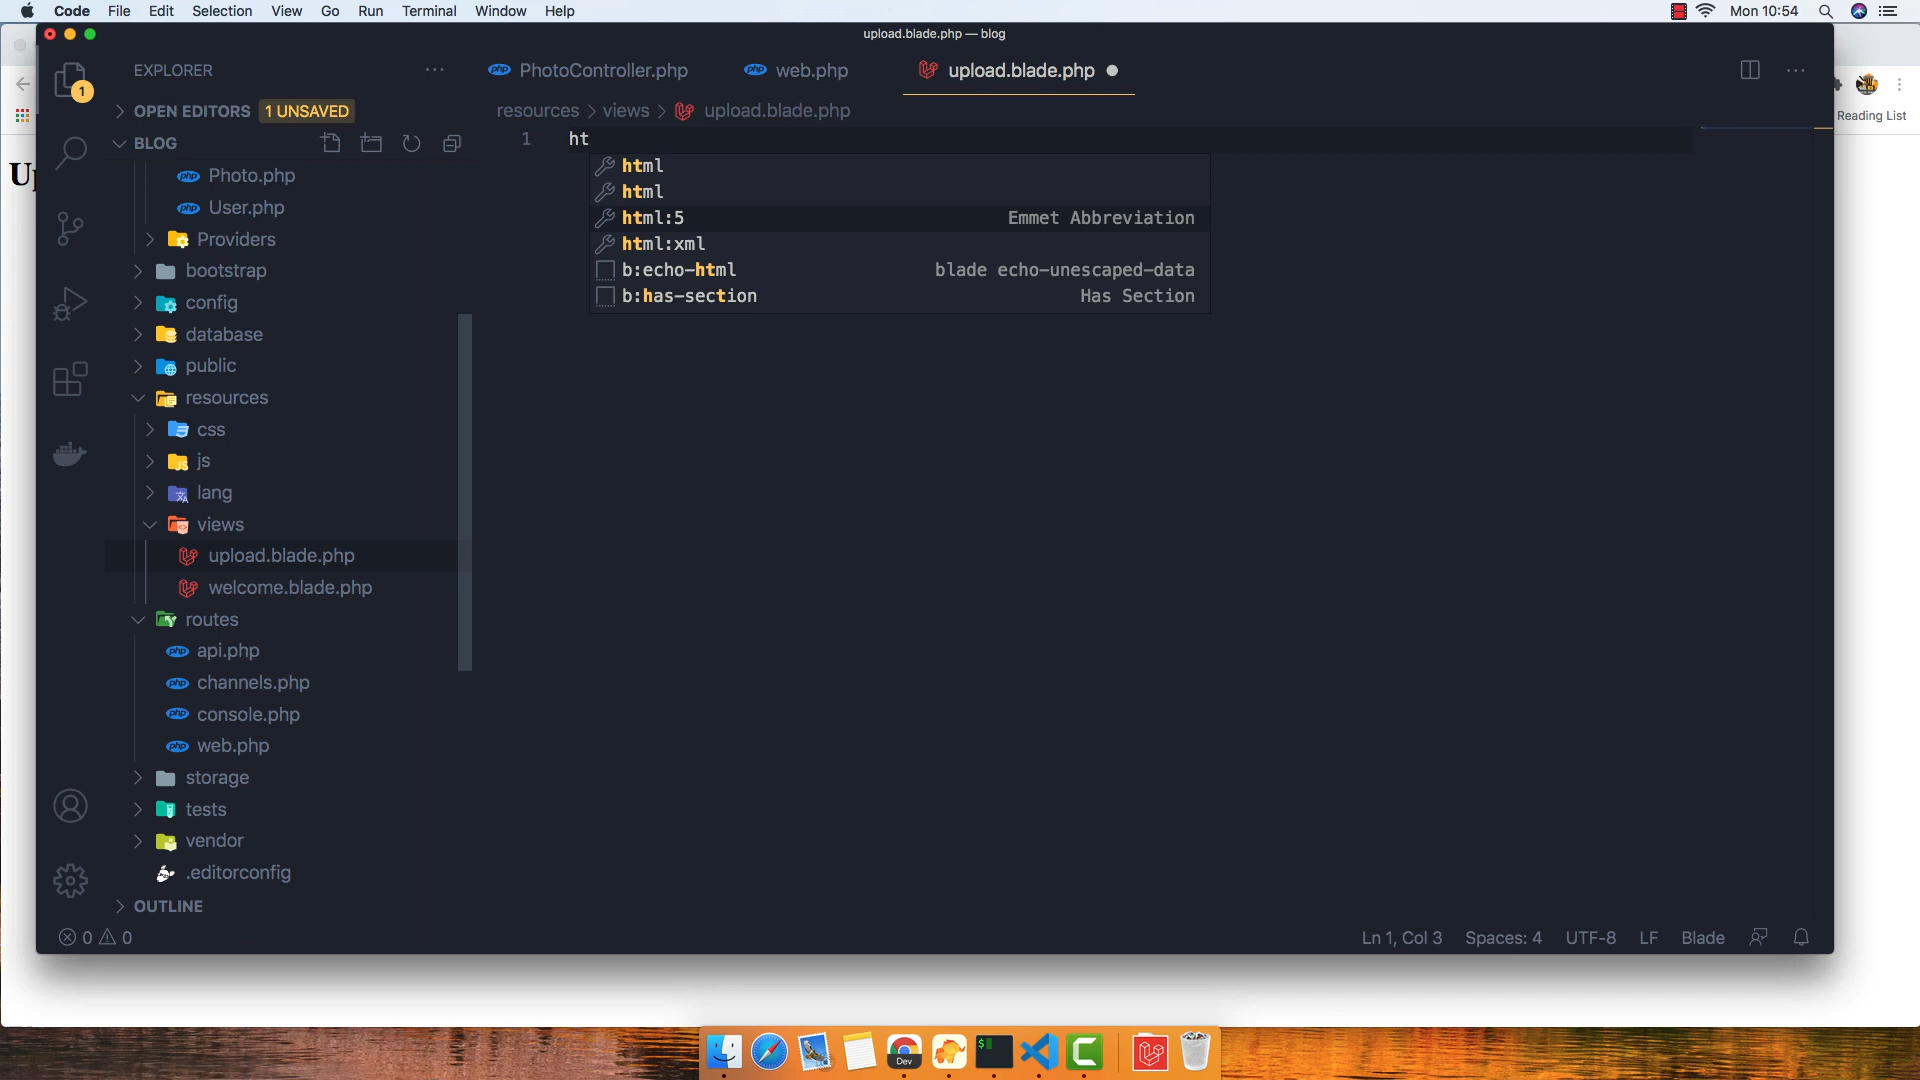 Code File Edit Selection View Go Run Terminal Window Help Mon 10:54
upload.blade.php — blog
EXPLORER
PhotoController.php
web.php
upload.blade.php
1
OPEN EDITORS 1 UNSAVED
resources > views > upload.blade.php
Reading List
BLOG
1 ht
html
html
html:5 Emmet Abbreviation
html:xml
b:echo-html blade echo-unescaped-data
b:has-section Has Section
Photo.php
User.php
Providers
bootstrap
config
database
public
resources
css
js
lang
views
upload.blade.php
welcome.blade.php
routes
api.php
channels.php
console.php
web.php
storage
tests
vendor
.editorconfig
OUTLINE
0 0
Ln 1, Col 3 Spaces: 4 UTF-8 LF Blade
Dev